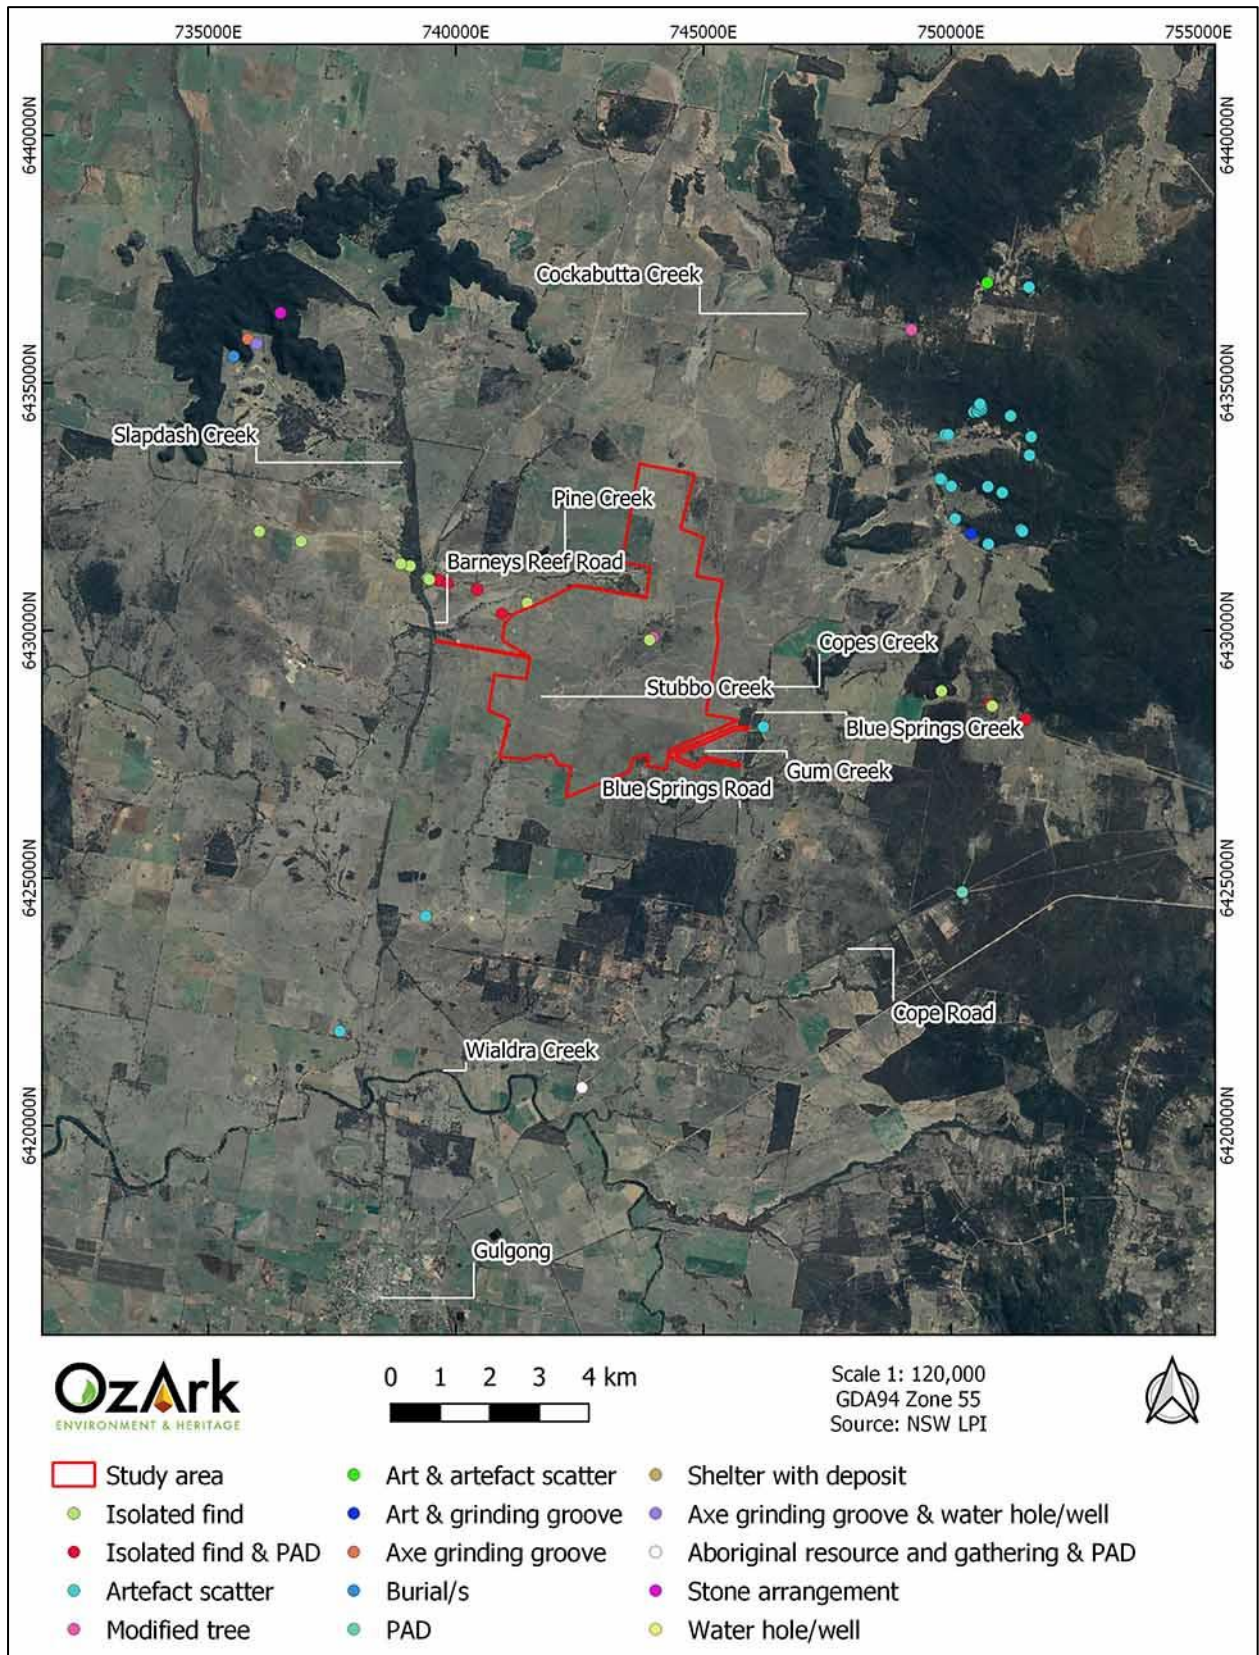 735000E 740000E 745000E 750000E 755000E
6440000N 6440000N
Cockabutta Creek
6435000N 6435000N
Slapdash Creek
Pine Creek
Barneys Reef Road
6430000N 6430000N
Copes Creek
Stubbo Creek
Blue Springs Creek
Gum Creek
Blue Springs Road
6425000N 6425000N
Cope Road
Wialdra Creek
6420000N 6420000N
Gulgong
OzArk
ENVIRONMENT & HERITAGE
0 1 2 3 4 km
Scale 1: 120,000
GDA94 Zone 55
Source: NSW LPI
Study area
Isolated find
Isolated find & PAD
Artefact scatter
Modified tree
Art & artefact scatter
Art & grinding groove
Axe grinding groove
Burial/s
PAD
Shelter with deposit
Axe grinding groove & water hole/well
Aboriginal resource and gathering & PAD
Stone arrangement
Water hole/well